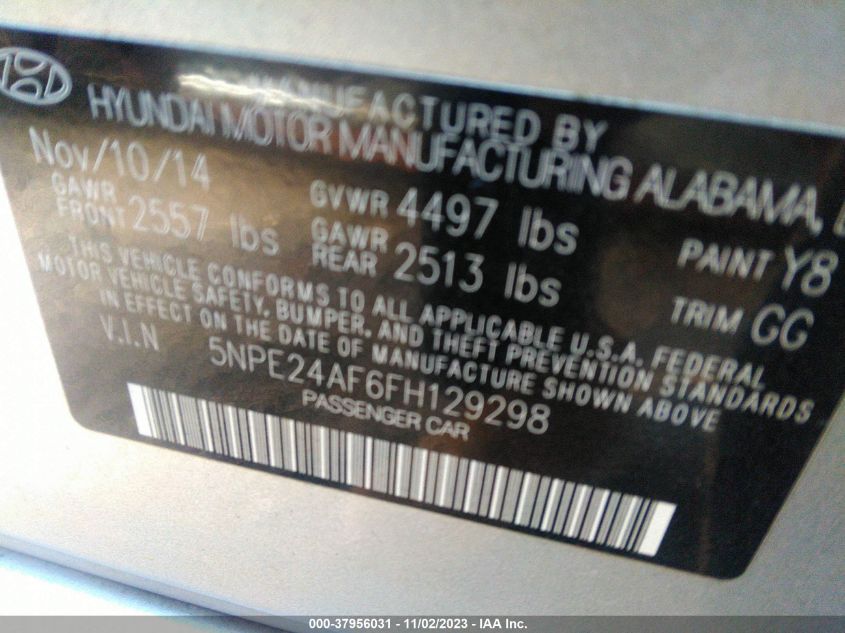 MANUFACTURED BY
HYUNDAI MOTOR MANUFACTURING ALABAMA,
Nov/10/14
GAWR FRONT 2557 lbs
GVWR 4497 lbs
GAWR REAR 2513 lbs
PAINT Y8
TRIM GG
THIS VEHICLE CONFORMS TO ALL APPLICABLE U.S.A. FEDERAL
MOTOR VEHICLE SAFETY, BUMPER, AND THEFT PREVENTION STANDARDS
IN EFFECT ON THE DATE OF MANUFACTURE SHOWN ABOVE
V.I.N 5NPE24AF6FH129298
PASSENGER CAR
000-37956031 - 11/02/2023 - IAA Inc.